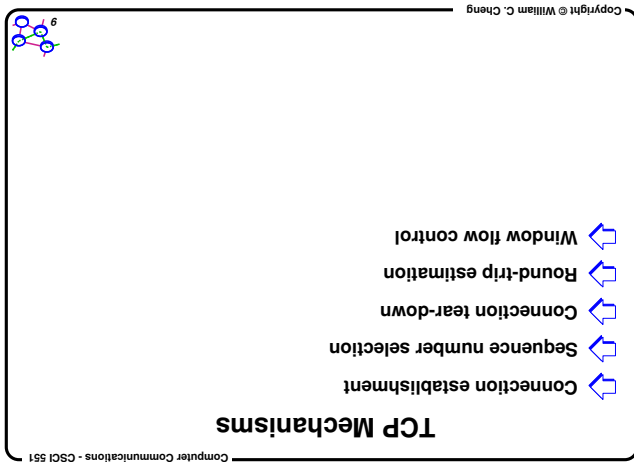 Computer Communications - CSCI 551
TCP Mechanisms
Connection establishment
Sequence number selection
Connection tear-down
Round-trip estimation
Window flow control
9
Copyright © William C. Cheng